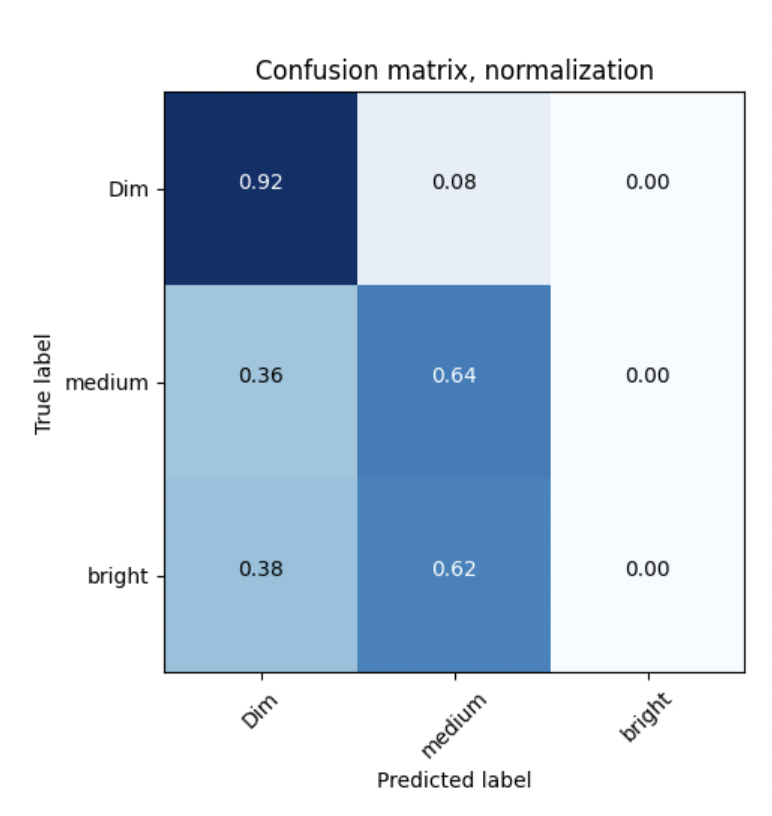 Confusion matrix, normalization
Dim 0.92 0.08 0.00
True label
medium 0.36 0.64 0.00
bright 0.38 0.62 0.00
Dim medium bright
Predicted label